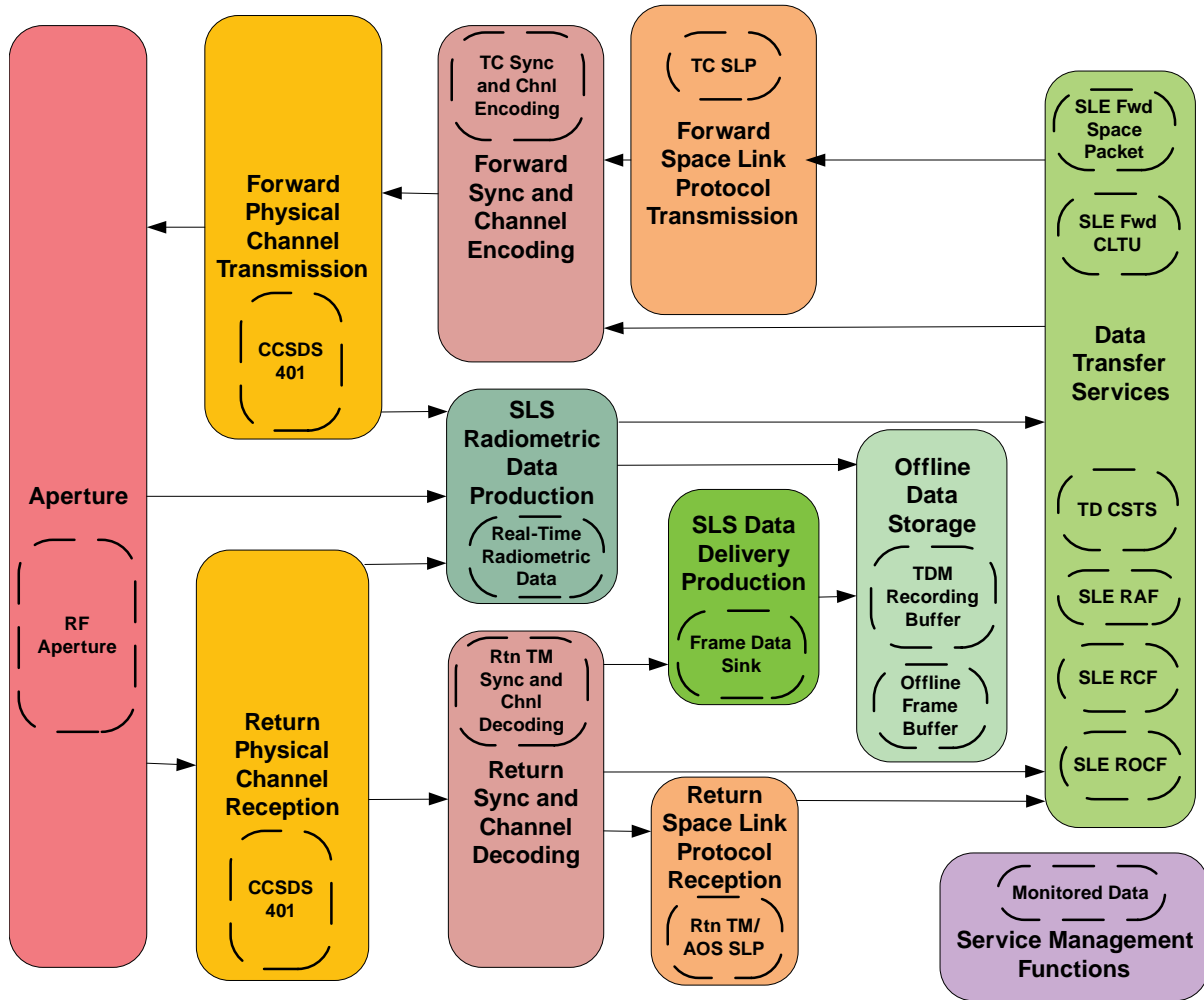 Aperture
RF
Aperture
Forward
Physical
Channel
Transmission
CCSDS
401
Return
Physical
Channel
Reception
CCSDS
401
TC Sync
and Chnl
Encoding
Forward
Sync and
Channel
Encoding
SLS
Radiometric
Data
Production
Real-Time
Radiometric
Data
Rtn TM
Sync
and Chnl
Decoding
Return
Sync and
Channel
Decoding
TC SLP
Forward
Space Link
Protocol
Transmission
SLS Data
Delivery
Production
Frame Data
Sink
Return
Space Link
Protocol
Reception
Rtn TM/
AOS SLP
Offline
Data
Storage
TDM
Recording
Buffer
Offline
Frame
Buffer
SLE Fwd
Space
Packet
SLE Fwd
CLTU
Data
Transfer
Services
TD CSTS
SLE RAF
SLE RCF
SLE ROCF
Monitored Data
Service Management
Functions